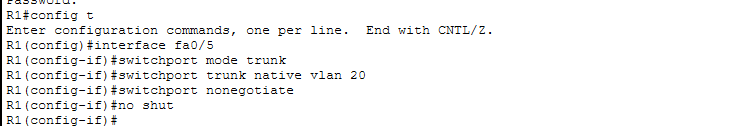 Password:
R1#config t
Enter configuration commands, one per line.  End with CNTL/Z.
R1(config)#interface fa0/5
R1(config-if)#switchport mode trunk
R1(config-if)#switchport trunk native vlan 20
R1(config-if)#switchport nonegotiate
R1(config-if)#no shut
R1(config-if)#